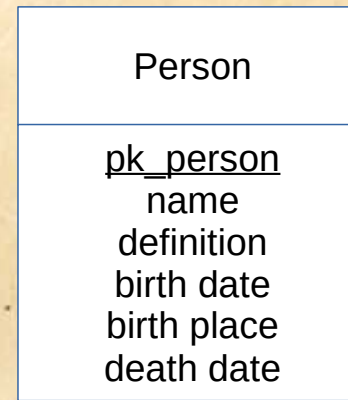 Person
pk_person
name
definition
birth date
birth place
death date